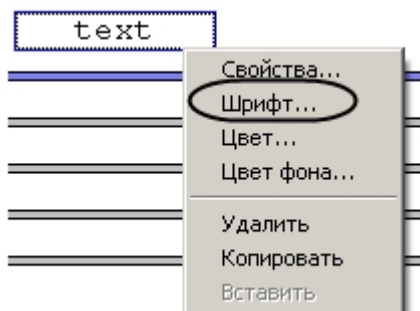 text
Свойства...
Шрифт...
Цвет...
Цвет фона...
Удалить
Копировать
Вставить